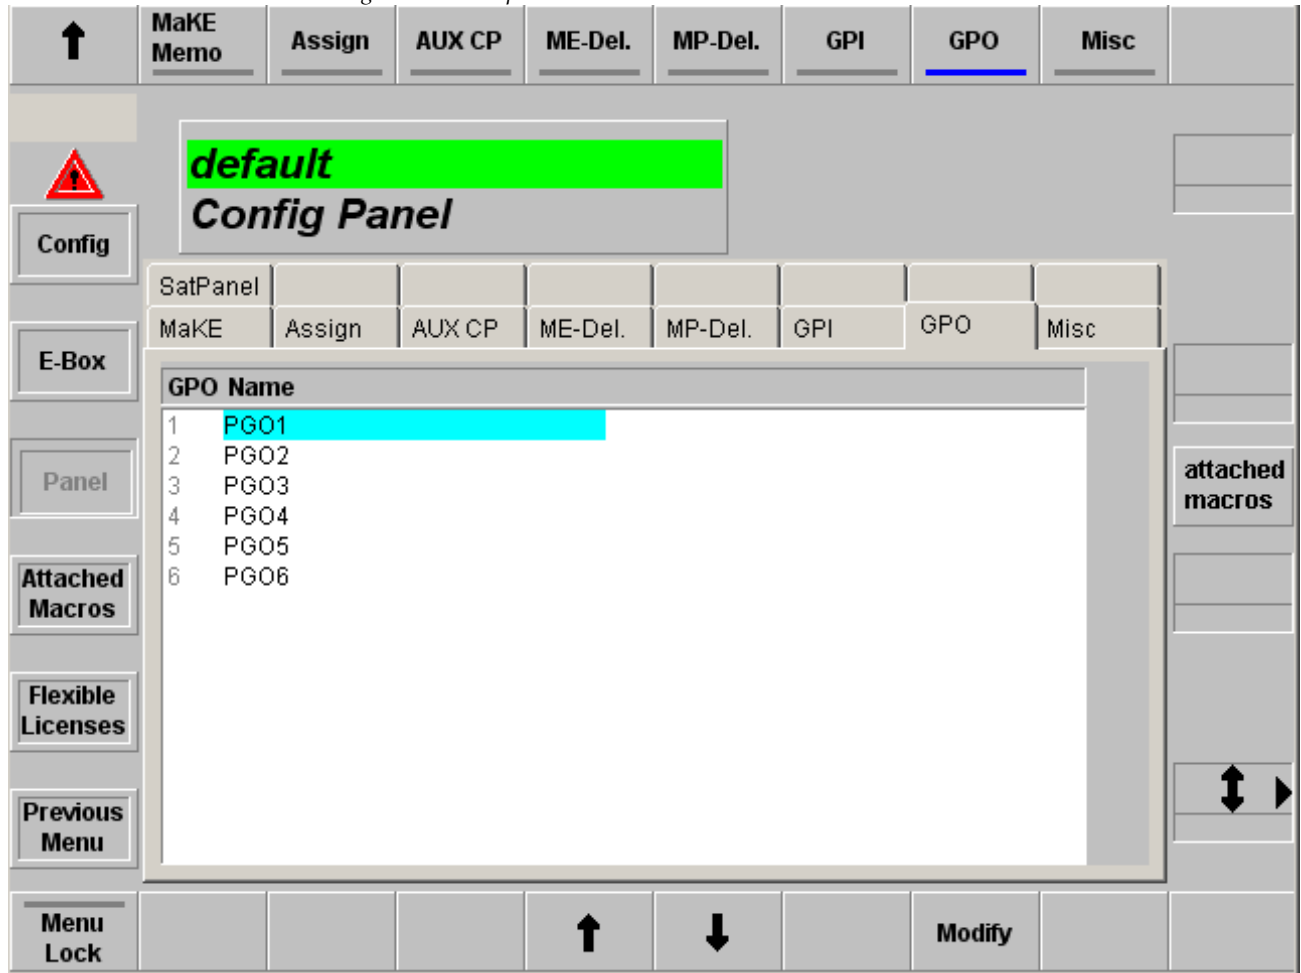 MaKE
Memo
Assign
AUX CP
ME-Del.
MP-Del.
GPI
GPO
Misc
default
Config Panel
Config
SatPanel
MaKE
Assign
AUX CP
ME-Del.
MP-Del.
GPI
GPO
Misc
E-Box
GPO Name
1 PGO1
2 PGO2
3 PGO3
4 PGO4
5 PGO5
6 PGO6
Panel
attached
macros
Attached
Macros
Flexible
Licenses
Previous
Menu
Menu
Lock
Modify